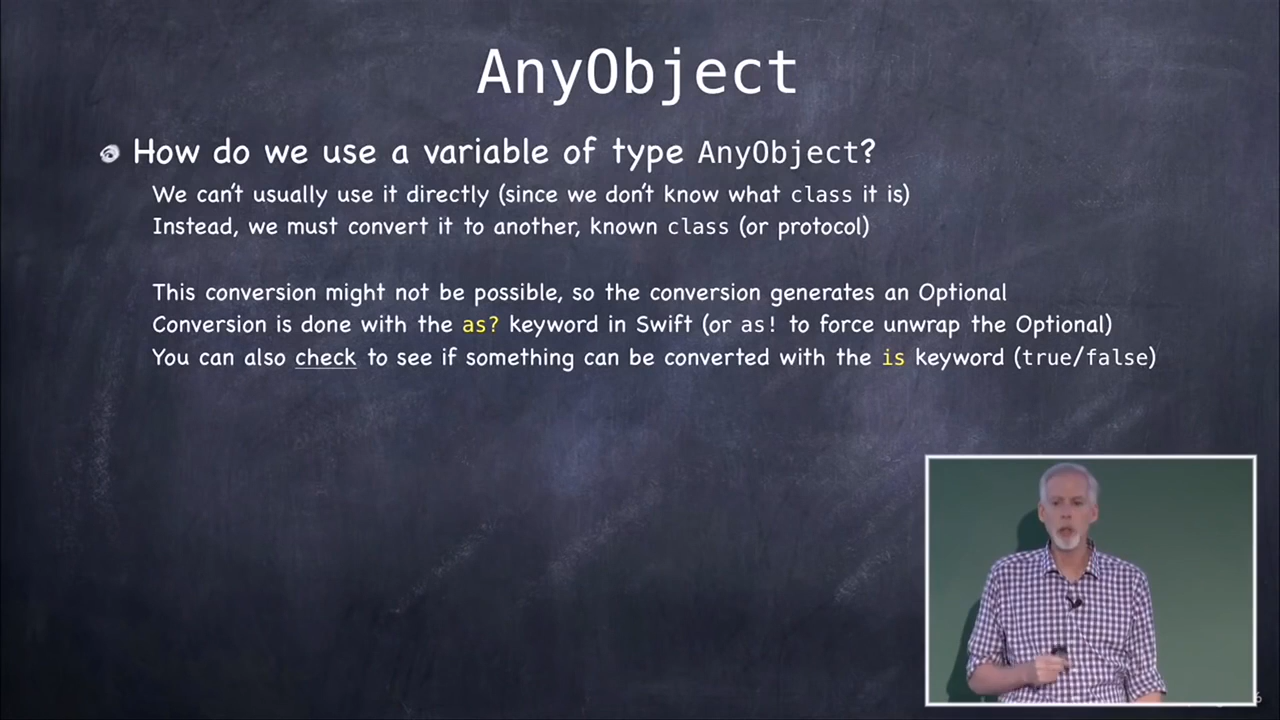 AnyObject
How do we use a variable of type AnyObject?
We can't usually use it directly (since we don't know what class it is)
Instead, we must convert it to another, known class (or protocol)
This conversion might not be possible, so the conversion generates an Optional
Conversion is done with the as? keyword in Swift (or as! to force unwrap the Optional)
You can also check to see if something can be converted with the is keyword (true/false)